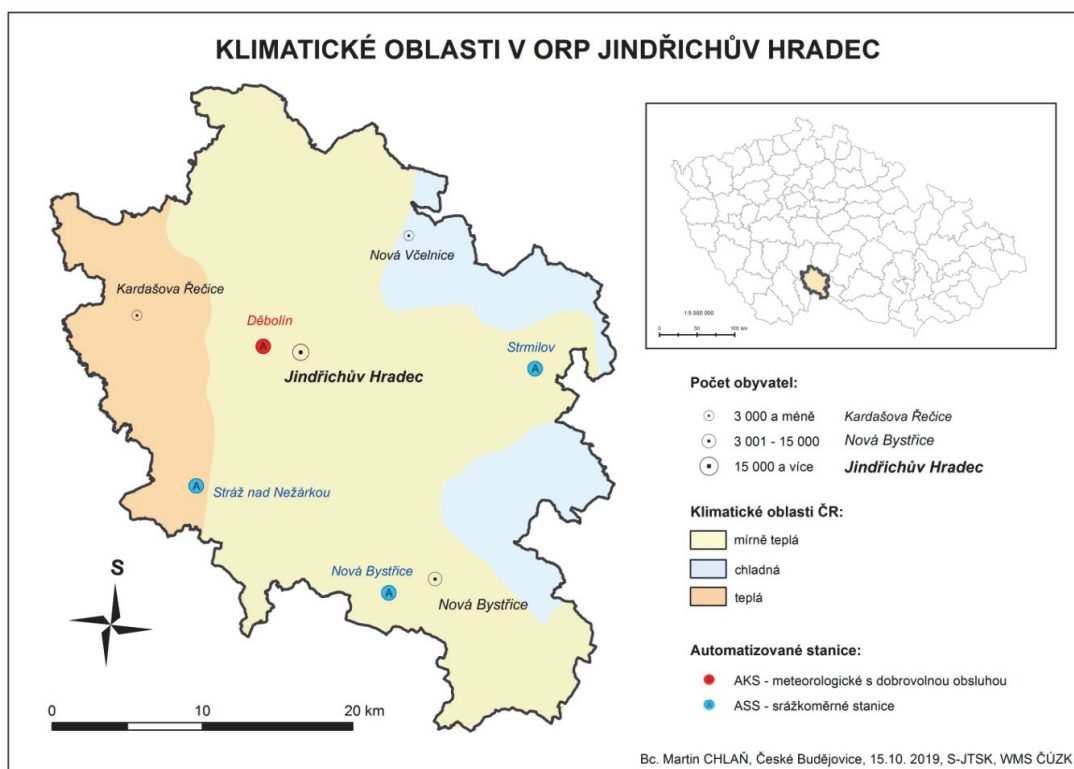 KLIMATICKÉ OBLASTI V ORP JINDŘICHŮV HRADEC
Nová Včelnice
Kardašova Řečice
Děbolín
A
Jindřichův Hradec
Strmilov
A
A
Stráž nad Nežárkou
Nová Bystřice
A
Nová Bystřice
S
0 10 20 km
1:5 000 000
0 50 100 km
Počet obyvatel:
3 000 a méně Kardašova Řečice
3 001 - 15 000 Nová Bystřice
15 000 a více Jindřichův Hradec
Klimatické oblasti ČR:
mírně teplá
chladná
teplá
Automatizované stanice:
A AKS - meteorologické s dobrovolnou obsluhou
A ASS - srážkoměrné stanice
Bc. Martin CHLAŇ, České Budějovice, 15.10. 2019, S-JTSK, WMS ČÚZK